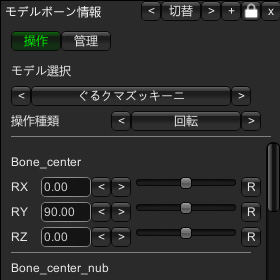 モデルボーン情報 < 切替 > + x
操作 管理
モデル選択
< ぐるクマズッキーニ >
操作種類 < 回転 >
Bone_center
RX 0.00 < > R
RY 90.00 < > R
RZ 0.00 < > R
Bone_center_nub